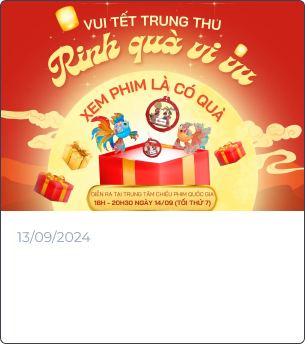 VUI TẾT TRUNG THU
Rinh quà vi vu
XEM PHIM LÀ CÓ QUÀ
DIỄN RA TẠI TRUNG TÂM CHIẾU PHIM QUỐC GIA
18H - 20H30 NGÀY 14/09 (TỐI THỨ 7)
13/09/2024